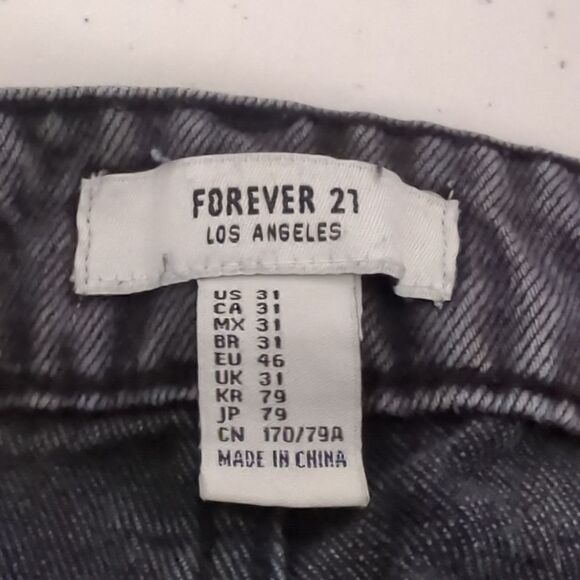 FOREVER 21
LOS ANGELES
US 31
CA 31
MX 31
BR 31
EU 46
UK 31
KR 79
JP 79
CN 170/79A
MADE IN CHINA